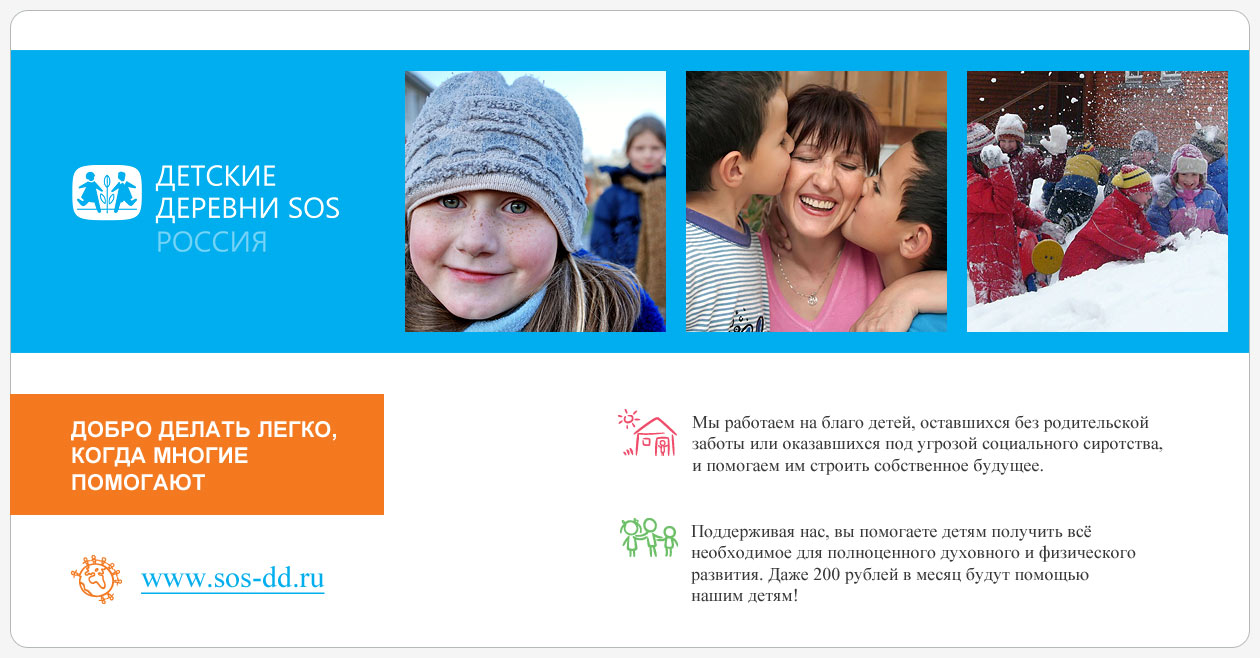 ДЕТСКИЕ
ДЕРЕВНИ SOS
РОССИЯ
ДОБРО ДЕЛАТЬ ЛЕГКО,
КОГДА МНОГИЕ
ПОМОГАЮТ
www.sos-dd.ru
Мы работаем на благо детей, оставшихся без родительской
заботы или оказавшихся под угрозой социального сиротства,
и помогаем им строить собственное будущее.
Поддерживая нас, вы помогаете детям получить всё
необходимое для полноценного духовного и физического
развития. Даже 200 рублей в месяц будут помощью
нашим детям!